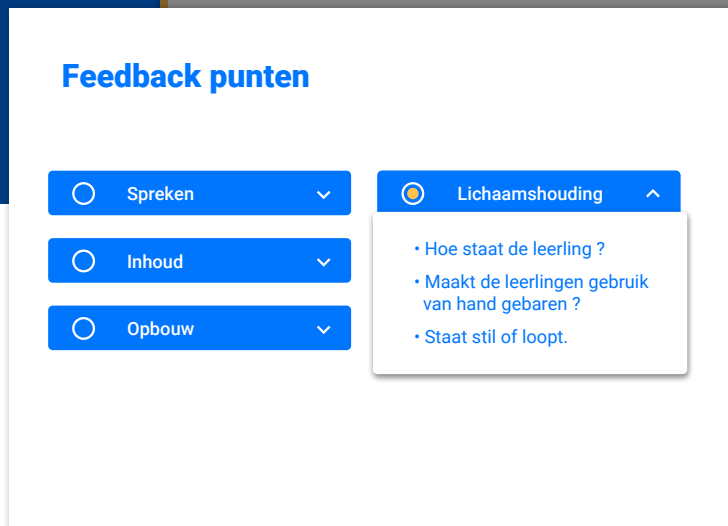 Feedback punten
Spreken
Inhoud
Opbouw
Lichaamshouding
• Hoe staat de leerling ?
• Maakt de leerlingen gebruik
van hand gebaren ?
• Staat stil of loopt.